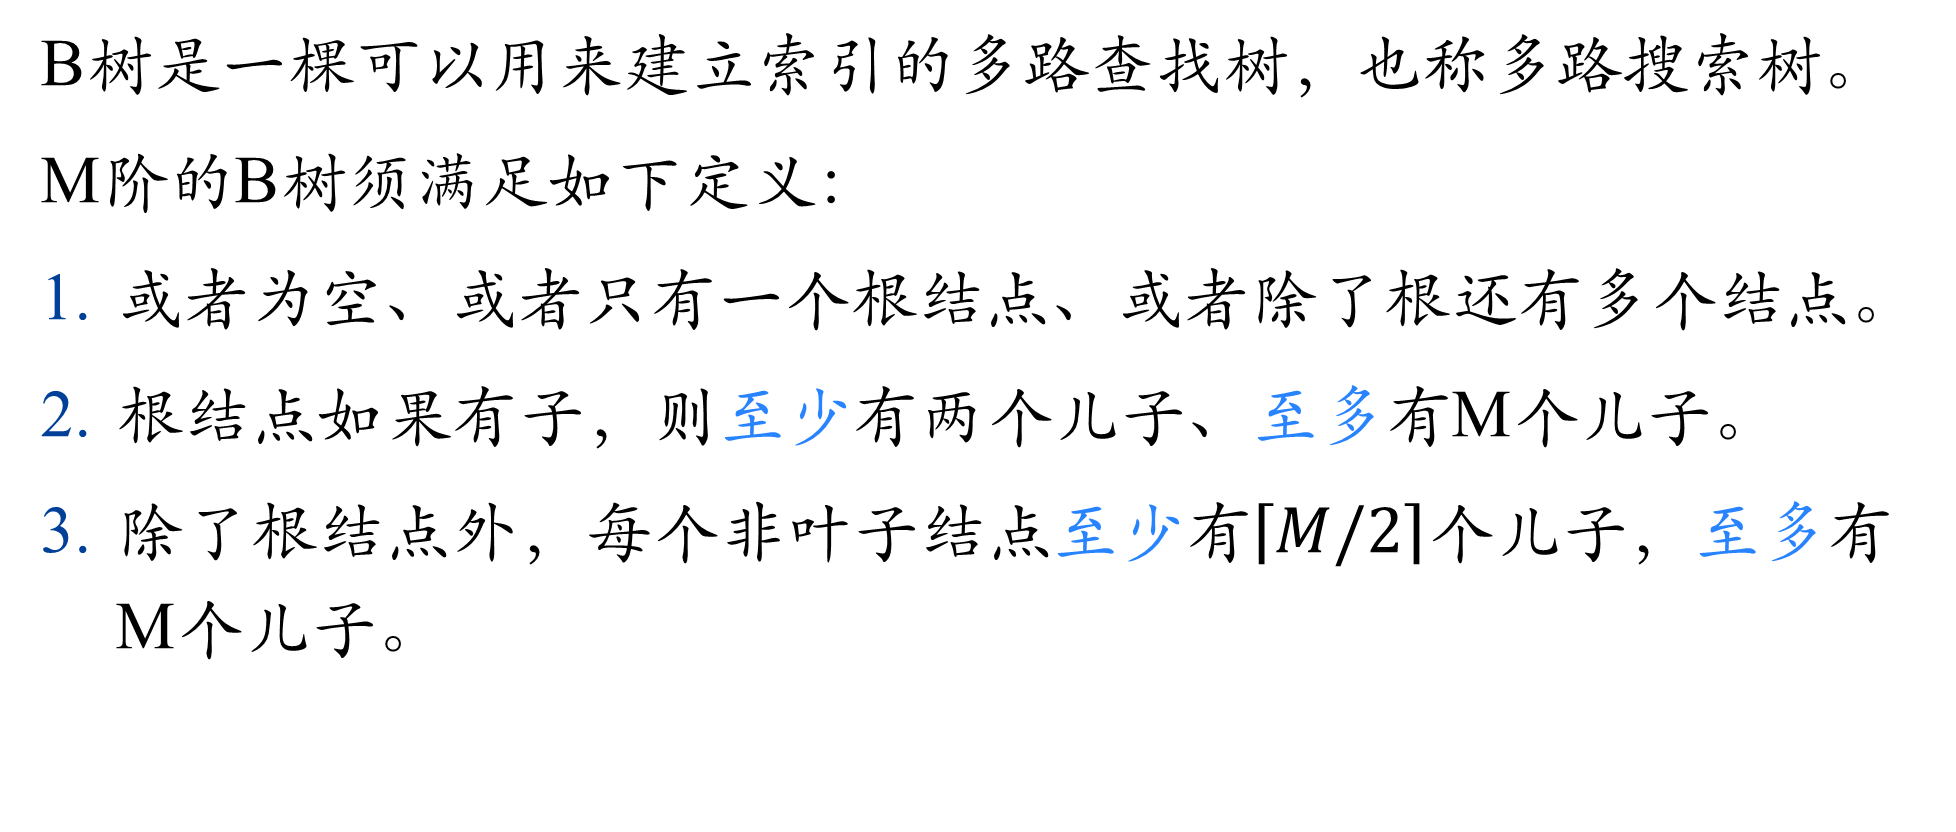 B树是一棵可以用来建立索引的多路查找树，也称多路搜索树。
M阶的B树须满足如下定义：
1. 或者为空、或者只有一个根结点、或者除了根还有多个结点。
2. 根结点如果有子，则至少有两个儿子、至多有M个儿子。
3. 除了根结点外，每个非叶子结点至少有⌈M/2⌉个儿子，至多有
M个儿子。